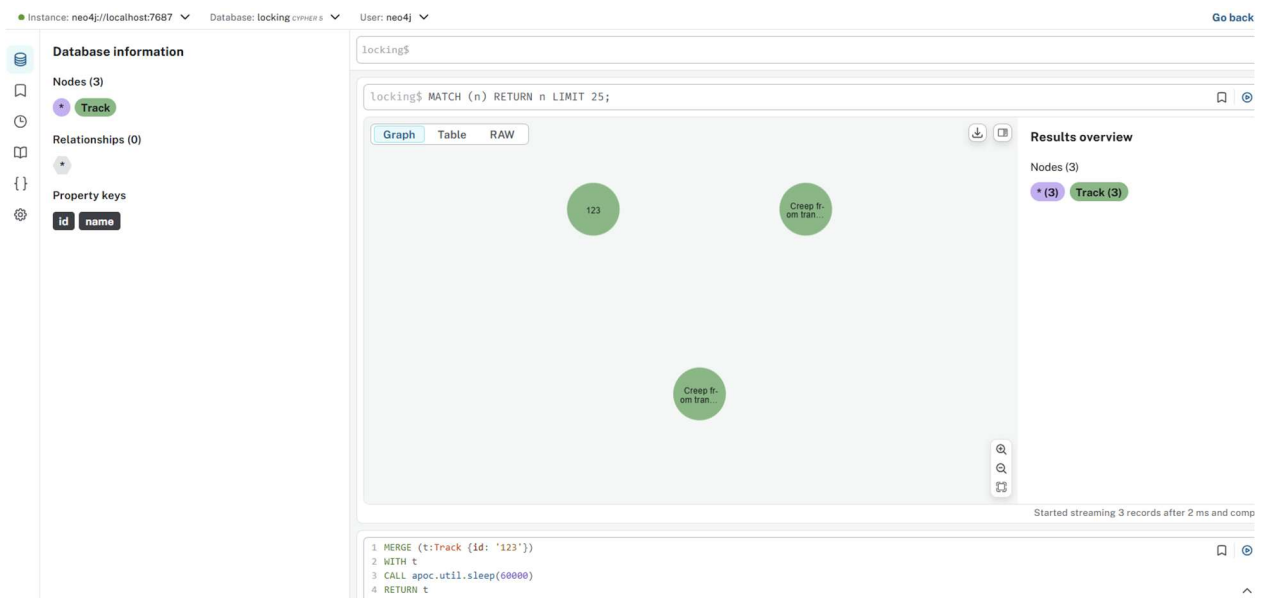 Instance: neo4j://localhost:7687 Database: locking CYPHER 5 User: neo4j Go back
Database information
Nodes (3)
* Track
Relationships (0)
*
Property keys
id name
locking$
locking$ MATCH (n) RETURN n LIMIT 25;
Graph Table RAW
123
Creep fr-
om tran...
Creep fr-
om tran...
Results overview
Nodes (3)
* (3) Track (3)
Started streaming 3 records after 2 ms and comp
1 MERGE (t:Track {id: '123'})
2 WITH t
3 CALL apoc.util.sleep(60000)
4 RETURN t